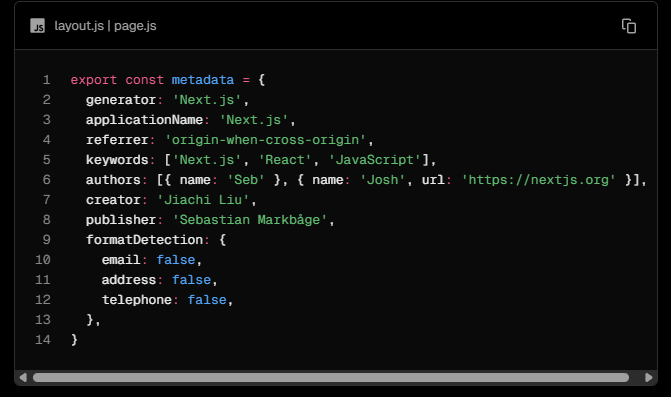 JS layout.js | page.js
1 export const metadata = {
2   generator: 'Next.js',
3   applicationName: 'Next.js',
4   referrer: 'origin-when-cross-origin',
5   keywords: ['Next.js', 'React', 'JavaScript'],
6   authors: [{ name: 'Seb' }, { name: 'Josh', url: 'https://nextjs.org' }],
7   creator: 'Jiachi Liu',
8   publisher: 'Sebastian Markbåge',
9   formatDetection: {
10     email: false,
11     address: false,
12     telephone: false,
13   },
14 }